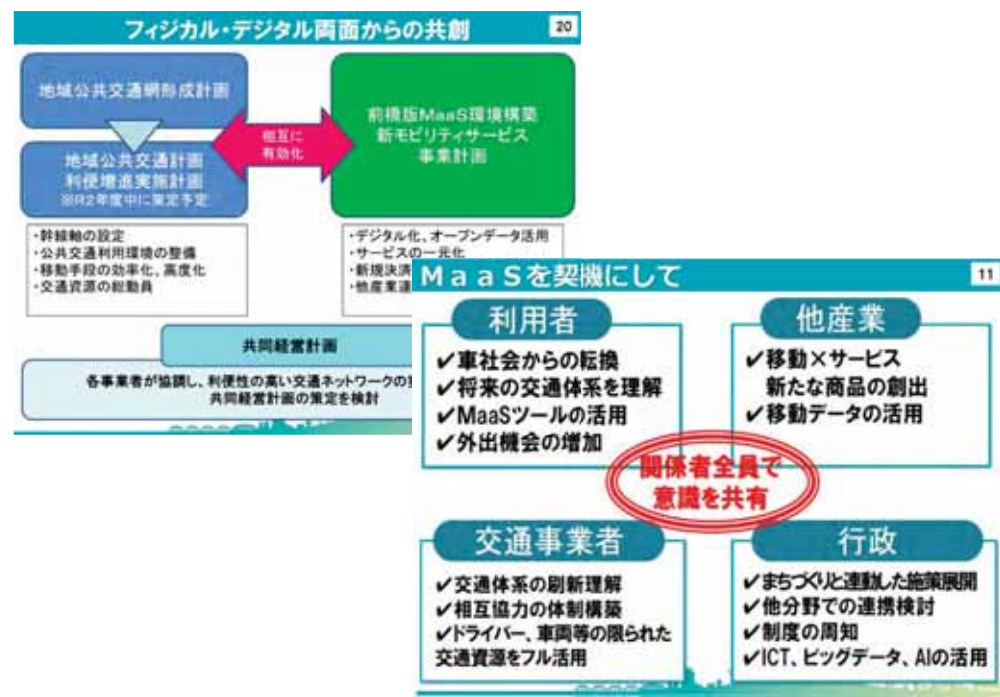 フィジカル・デジタル両面からの共創
20
地域公共交通網形成計画
地域公共交通計画
利便増進実施計画
※R2年度中に策定予定
相互に
有効化
前橋版MaaS環境構築
新モビリティサービス
事業計画
・幹線軸の設定
・公共交通利用環境の整備
・移動手段の効率化、高度化
・交通資源の総動員
・デジタル化、オープンデータ活用
・サービスの一元化
・新規決済
・他産業連
共同経営計画
各事業者が協調し、利便性の高い交通ネットワークの
共同経営計画の策定を検討
MaaSを契機にして
11
利用者
✔車社会からの転換
✔将来の交通体系を理解
✔MaaSツールの活用
✔外出機会の増加
他産業
✔移動×サービス
新たな商品の創出
✔移動データの活用
関係者全員で
意識を共有
交通事業者
✔交通体系の刷新理解
✔相互協力の体制構築
✔ドライバー、車両等の限られた
交通資源をフル活用
行政
✔まちづくりと連動した施策展開
✔他分野での連携検討
✔制度の周知
✔ICT、ビッグデータ、AIの活用